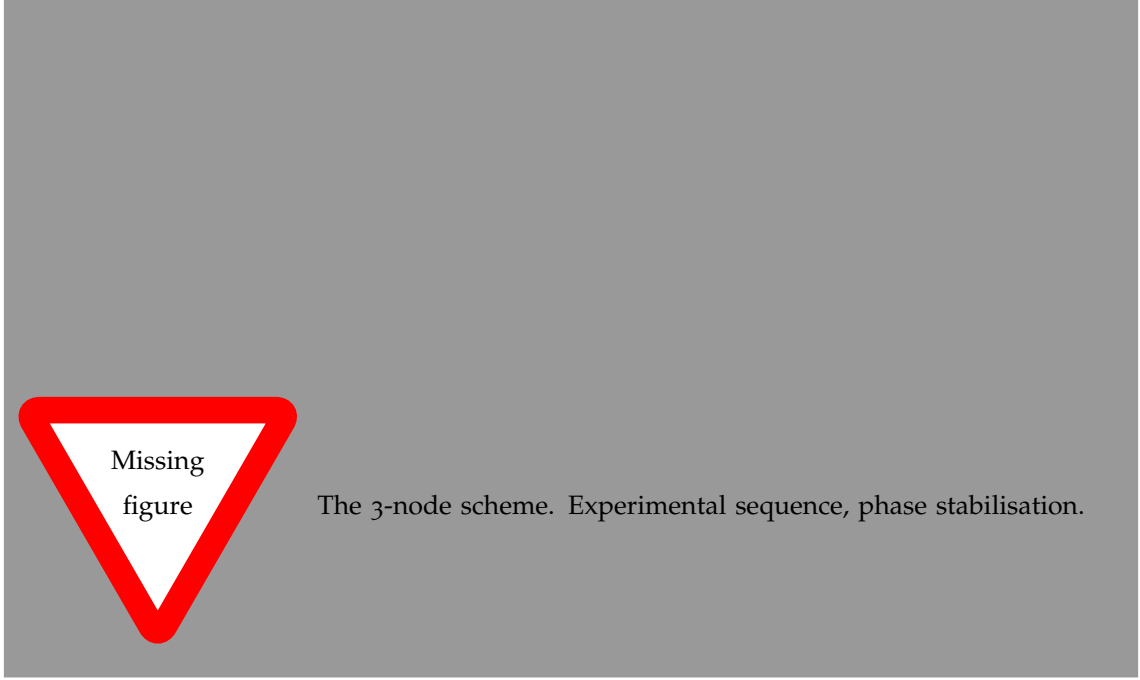 Missing
figure
The 3-node scheme. Experimental sequence, phase stabilisation.